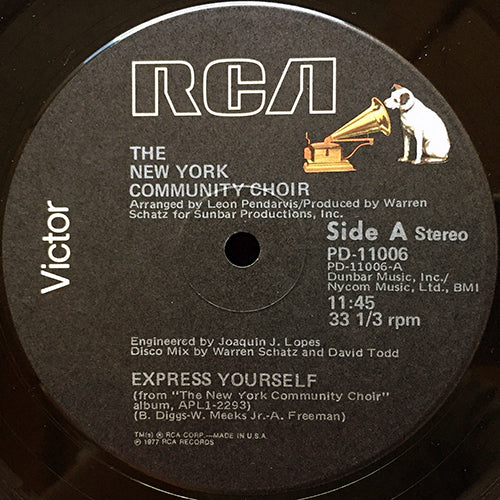 RCA
THE
NEW YORK
COMMUNITY CHOIR
Arranged by Leon Pendarvis/Produced by Warren
Schatz for Sunbar Productions, Inc.
Victor
Side A Stereo
PD-11006
PD-11006-A
Dunbar Music, Inc./
Nycom Music, Ltd., BMI
11:45
33 1/3 rpm
Engineered by Joaquin J. Lopes
Disco Mix by Warren Schatz and David Todd
EXPRESS YOURSELF
(from "The New York Community Choir"
album, APL1-2293)
(B. Diggs-W. Meeks Jr.-A. Freeman)
TM(s) ® RCA CORP.—MADE IN U.S.A.
℗ 1977 RCA RECORDS